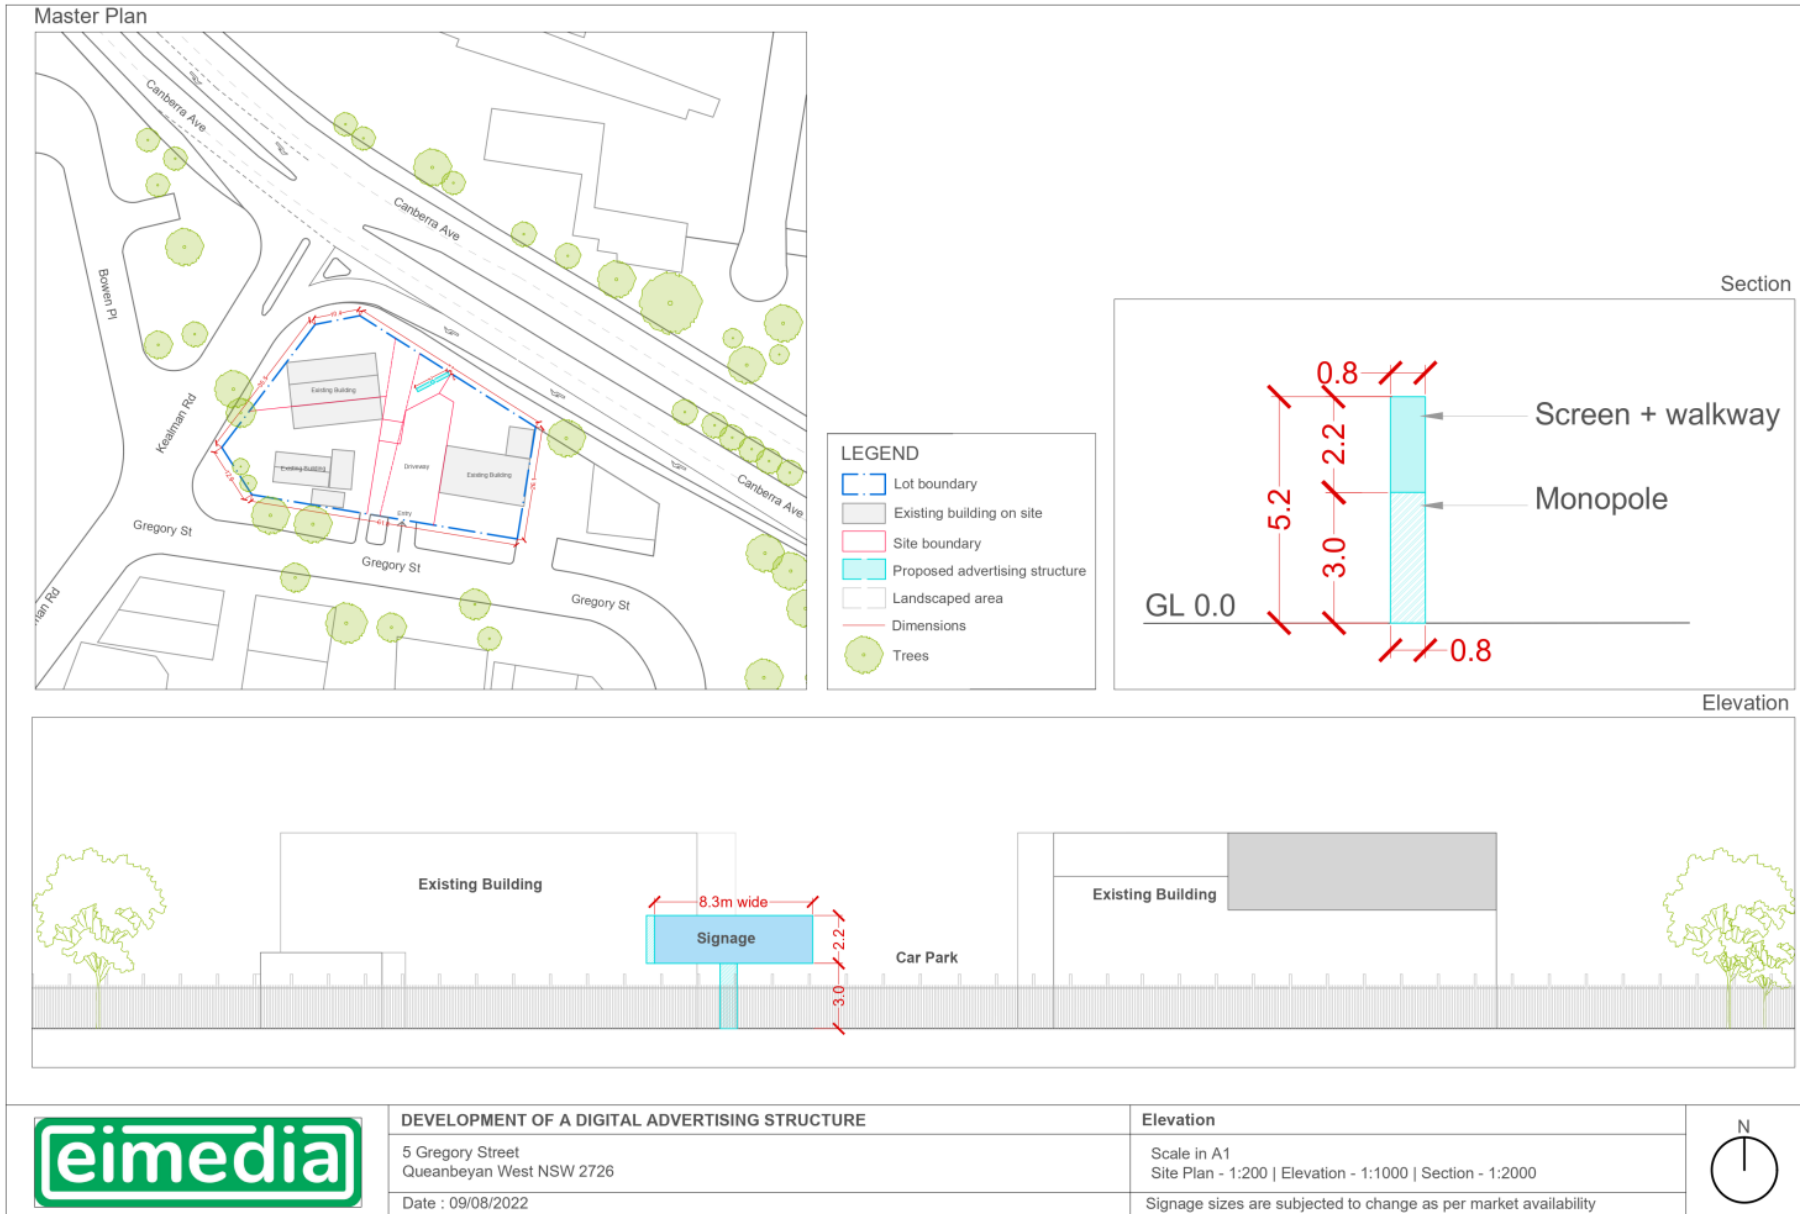 Master Plan
Canberra Ave
Canberra Ave
Bowen Pl
Kealman Rd
Existing Building
Existing Building
Driveway
Existing Building
Entry
Canberra Ave
Gregory St
Gregory St
Gregory St
man Rd
LEGEND
Lot boundary
Existing building on site
Site boundary
Proposed advertising structure
Landscaped area
Dimensions
Trees
Section
0.8
Screen + walkway
2.2
Monopole
5.2
3.0
GL 0.0
0.8
Elevation
Existing Building
8.3m wide
Signage
2.2
3.0
Car Park
Existing Building
eimedia
DEVELOPMENT OF A DIGITAL ADVERTISING STRUCTURE
5 Gregory Street
Queanbeyan West NSW 2726
Date : 09/08/2022
Elevation
Scale in A1
Site Plan - 1:200 | Elevation - 1:1000 | Section - 1:2000
Signage sizes are subjected to change as per market availability
N